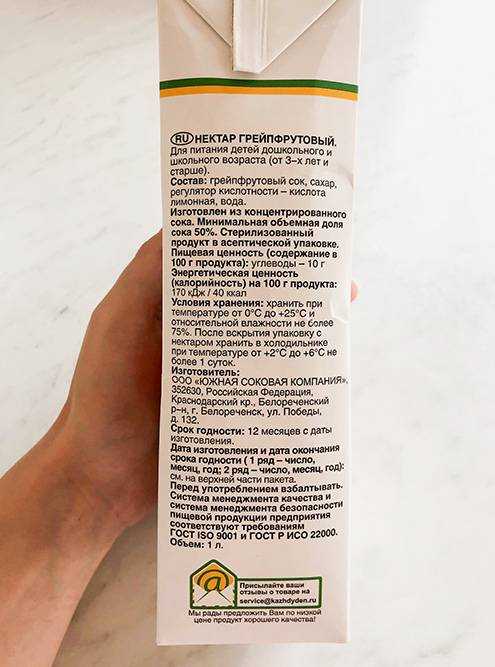 RU НЕКТАР ГРЕЙПФРУТОВЫЙ.
Для питания детей дошкольного и
школьного возраста (от 3-х лет и
старше).
Состав: грейпфрутовый сок, сахар,
регулятор кислотности – кислота
лимонная, вода.
Изготовлен из концентрированного
сока. Минимальная объемная доля
сока 50%. Стерилизованный
продукт в асептической упаковке.
Пищевая ценность (содержание в
100 г продукта): углеводы – 10 г
Энергетическая ценность
(калорийность) на 100 г продукта:
170 кДж / 40 ккал
Условия хранения: хранить при
температуре от 0°С до +25°С и
относительной влажности не более
75%. После вскрытия упаковку с
нектаром хранить в холодильнике
при температуре от +2°С до +6°С не
более 1 суток.
Изготовитель:
ООО «ЮЖНАЯ СОКОВАЯ КОМПАНИЯ»,
352630, Российская Федерация,
Краснодарский кр., Белореченский
р–н, г. Белореченск, ул. Победы,
д. 132.
Срок годности: 12 месяцев с даты
изготовления.
Дата изготовления и дата окончания
срока годности ( 1 ряд – число,
месяц, год; 2 ряд – число, месяц, год):
см. на верхней части пакета.
Перед употреблением взбалтывать.
Система менеджмента качества и
система менеджмента безопасности
пищевой продукции предприятия
соответствуют требованиям
ГОСТ ISO 9001 и ГОСТ Р ИСО 22000.
Объем: 1 л.
@
Присылайте ваши
отзывы о товаре на
service@kazhdyden.ru
Мы рады предложить Вам по низкой
цене продукт хорошего качества!